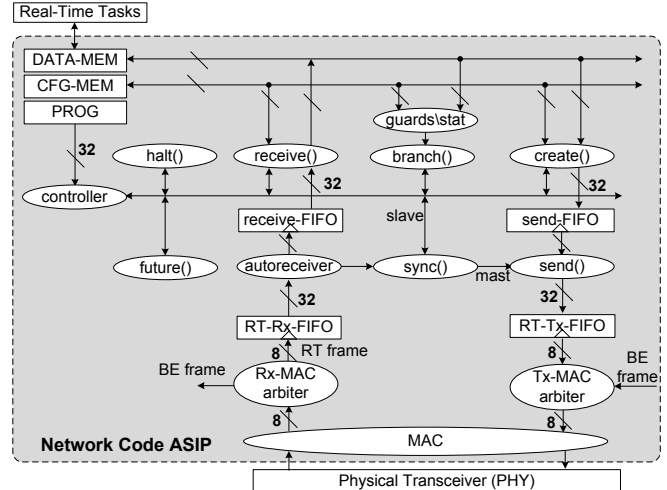 Real-Time Tasks
DATA-MEM
CFG-MEM
PROG
guards\stat
32
halt()
receive()
branch()
create()
controller
32
32
receive-FIFO
slave
send-FIFO
future()
autoreceiver
sync()
mast
send()
32
32
RT-Rx-FIFO
RT-Tx-FIFO
8
RT frame
8
BE frame
Rx-MAC
arbiter
Tx-MAC
arbiter
BE
frame
8
8
Network Code ASIP
MAC
Physical Transceiver (PHY)